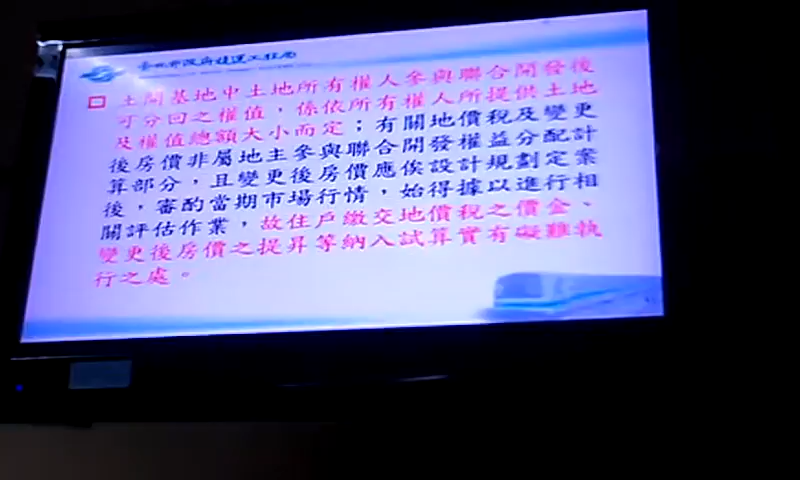 臺北市政府捷運工程局
土開基地中土地所有權人參與聯合開發後
可分回之權值，係依所有權人所提供土地
及權值總額大小而定；有關地價稅及變更
後房價非屬地主參與聯合開發權益分配計
算部分，且變更後房價應俟設計規劃定案
後，審酌當期市場行情，始得據以進行相
關評估作業，故住戶繳交地價稅之價金、
變更後房價之提昇等納入試算實有礙難執
行之處。